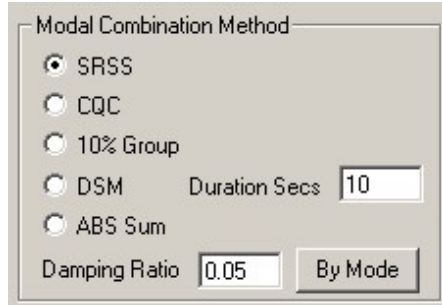 Modal Combination Method
SRSS
CQC
10% Group
DSM Duration Secs 10
ABS Sum
Damping Ratio 0.05 By Mode